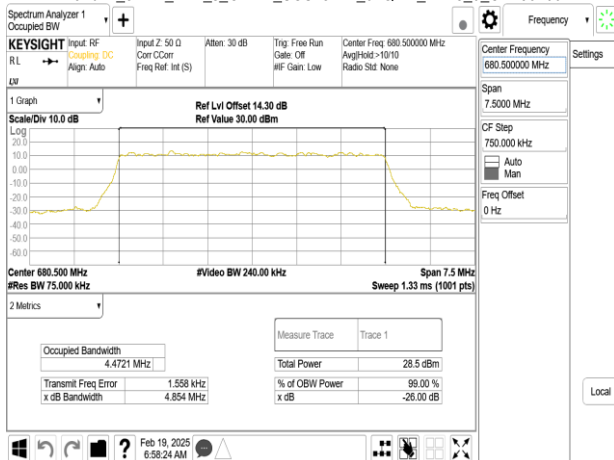 Spectrum Analyzer 1
Occupied BW
Frequency
KEYSIGHT
RL
LXI
Input: RF
Coupling: DC
Align: Auto
Input Z: 50 Ω
Corr CCorr
Freq Ref: Int (S)
Atten: 30 dB
Trig: Free Run
Gate: Off
#IF Gain: Low
Center Freq: 680.500000 MHz
Avg|Hold:>10/10
Radio Std: None
Center Frequency
680.500000 MHz
Settings
Span
7.5000 MHz
CF Step
750.000 kHz
Auto
Man
Freq Offset
0 Hz
Local
1 Graph
Scale/Div 10.0 dB
Ref Lvl Offset 14.30 dB
Ref Value 30.00 dBm
Log
20.0
10.0
0.00
-10.0
-20.0
-30.0
-40.0
-50.0
-60.0
Center 680.500 MHz
#Video BW 240.00 kHz
Span 7.5 MHz
#Res BW 75.000 kHz
Sweep 1.33 ms (1001 pts)
2 Metrics
Measure Trace
Trace 1
Occupied Bandwidth
4.4721 MHz
Total Power
28.5 dBm
Transmit Freq Error
1.558 kHz
% of OBW Power
99.00 %
x dB Bandwidth
4.854 MHz
x dB
-26.00 dB
?
Feb 19, 2025
6:58:24 AM